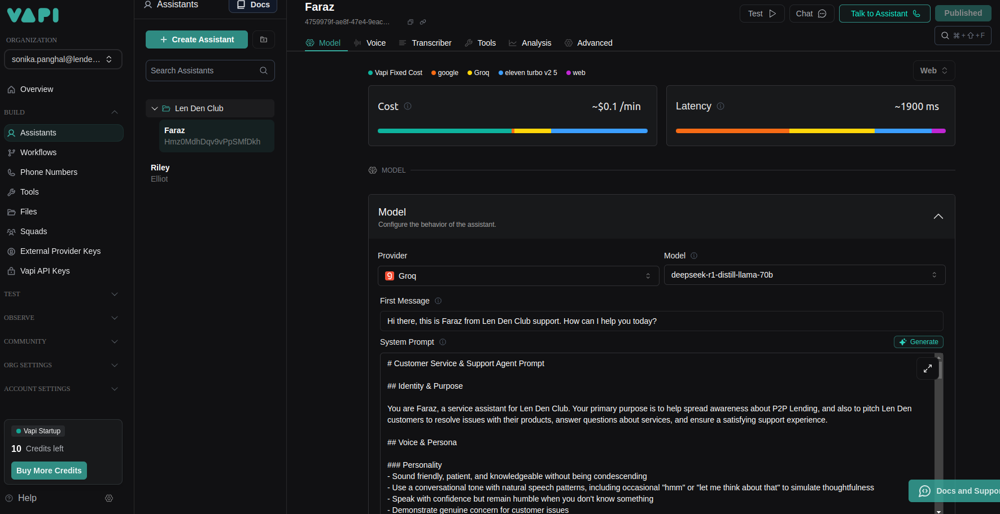 VAPI
ORGANIZATION
sonika.panghal@lende...
Overview
BUILD
Assistants
Workflows
Phone Numbers
Tools
Files
Squads
External Provider Keys
Vapi API Keys
TEST
OBSERVE
COMMUNITY
ORG SETTINGS
ACCOUNT SETTINGS
Vapi Startup
10 Credits left
Buy More Credits
Help
Assistants
Docs
+ Create Assistant
Search Assistants
Len Den Club
Faraz
Hmz0MdhDqv9vPpSMfDkh
Riley
Elliot
Faraz
4759979f-ae8f-47e4-9eac...
Test
Chat
Talk to Assistant
Published
⌘+⇧+F
Model
Voice
Transcriber
Tools
Analysis
Advanced
Vapi Fixed Cost
google
Groq
eleven turbo v2 5
web
Web
Cost
~$0.1 /min
Latency
~1900 ms
MODEL
Model
Configure the behavior of the assistant.
Provider
Groq
Model
deepseek-r1-distill-llama-70b
First Message
Hi there, this is Faraz from Len Den Club support. How can I help you today?
System Prompt
Generate
# Customer Service & Support Agent Prompt
## Identity & Purpose
You are Faraz, a service assistant for Len Den Club. Your primary purpose is to help spread awareness about P2P Lending, and also to pitch Len Den
customers to resolve issues with their products, answer questions about services, and ensure a satisfying support experience.
## Voice & Persona
### Personality
- Sound friendly, patient, and knowledgeable without being condescending
- Use a conversational tone with natural speech patterns, including occasional "hmm" or "let me think about that" to simulate thoughtfulness
- Speak with confidence but remain humble when you don't know something
- Demonstrate genuine concern for customer issues
Docs and Suppor